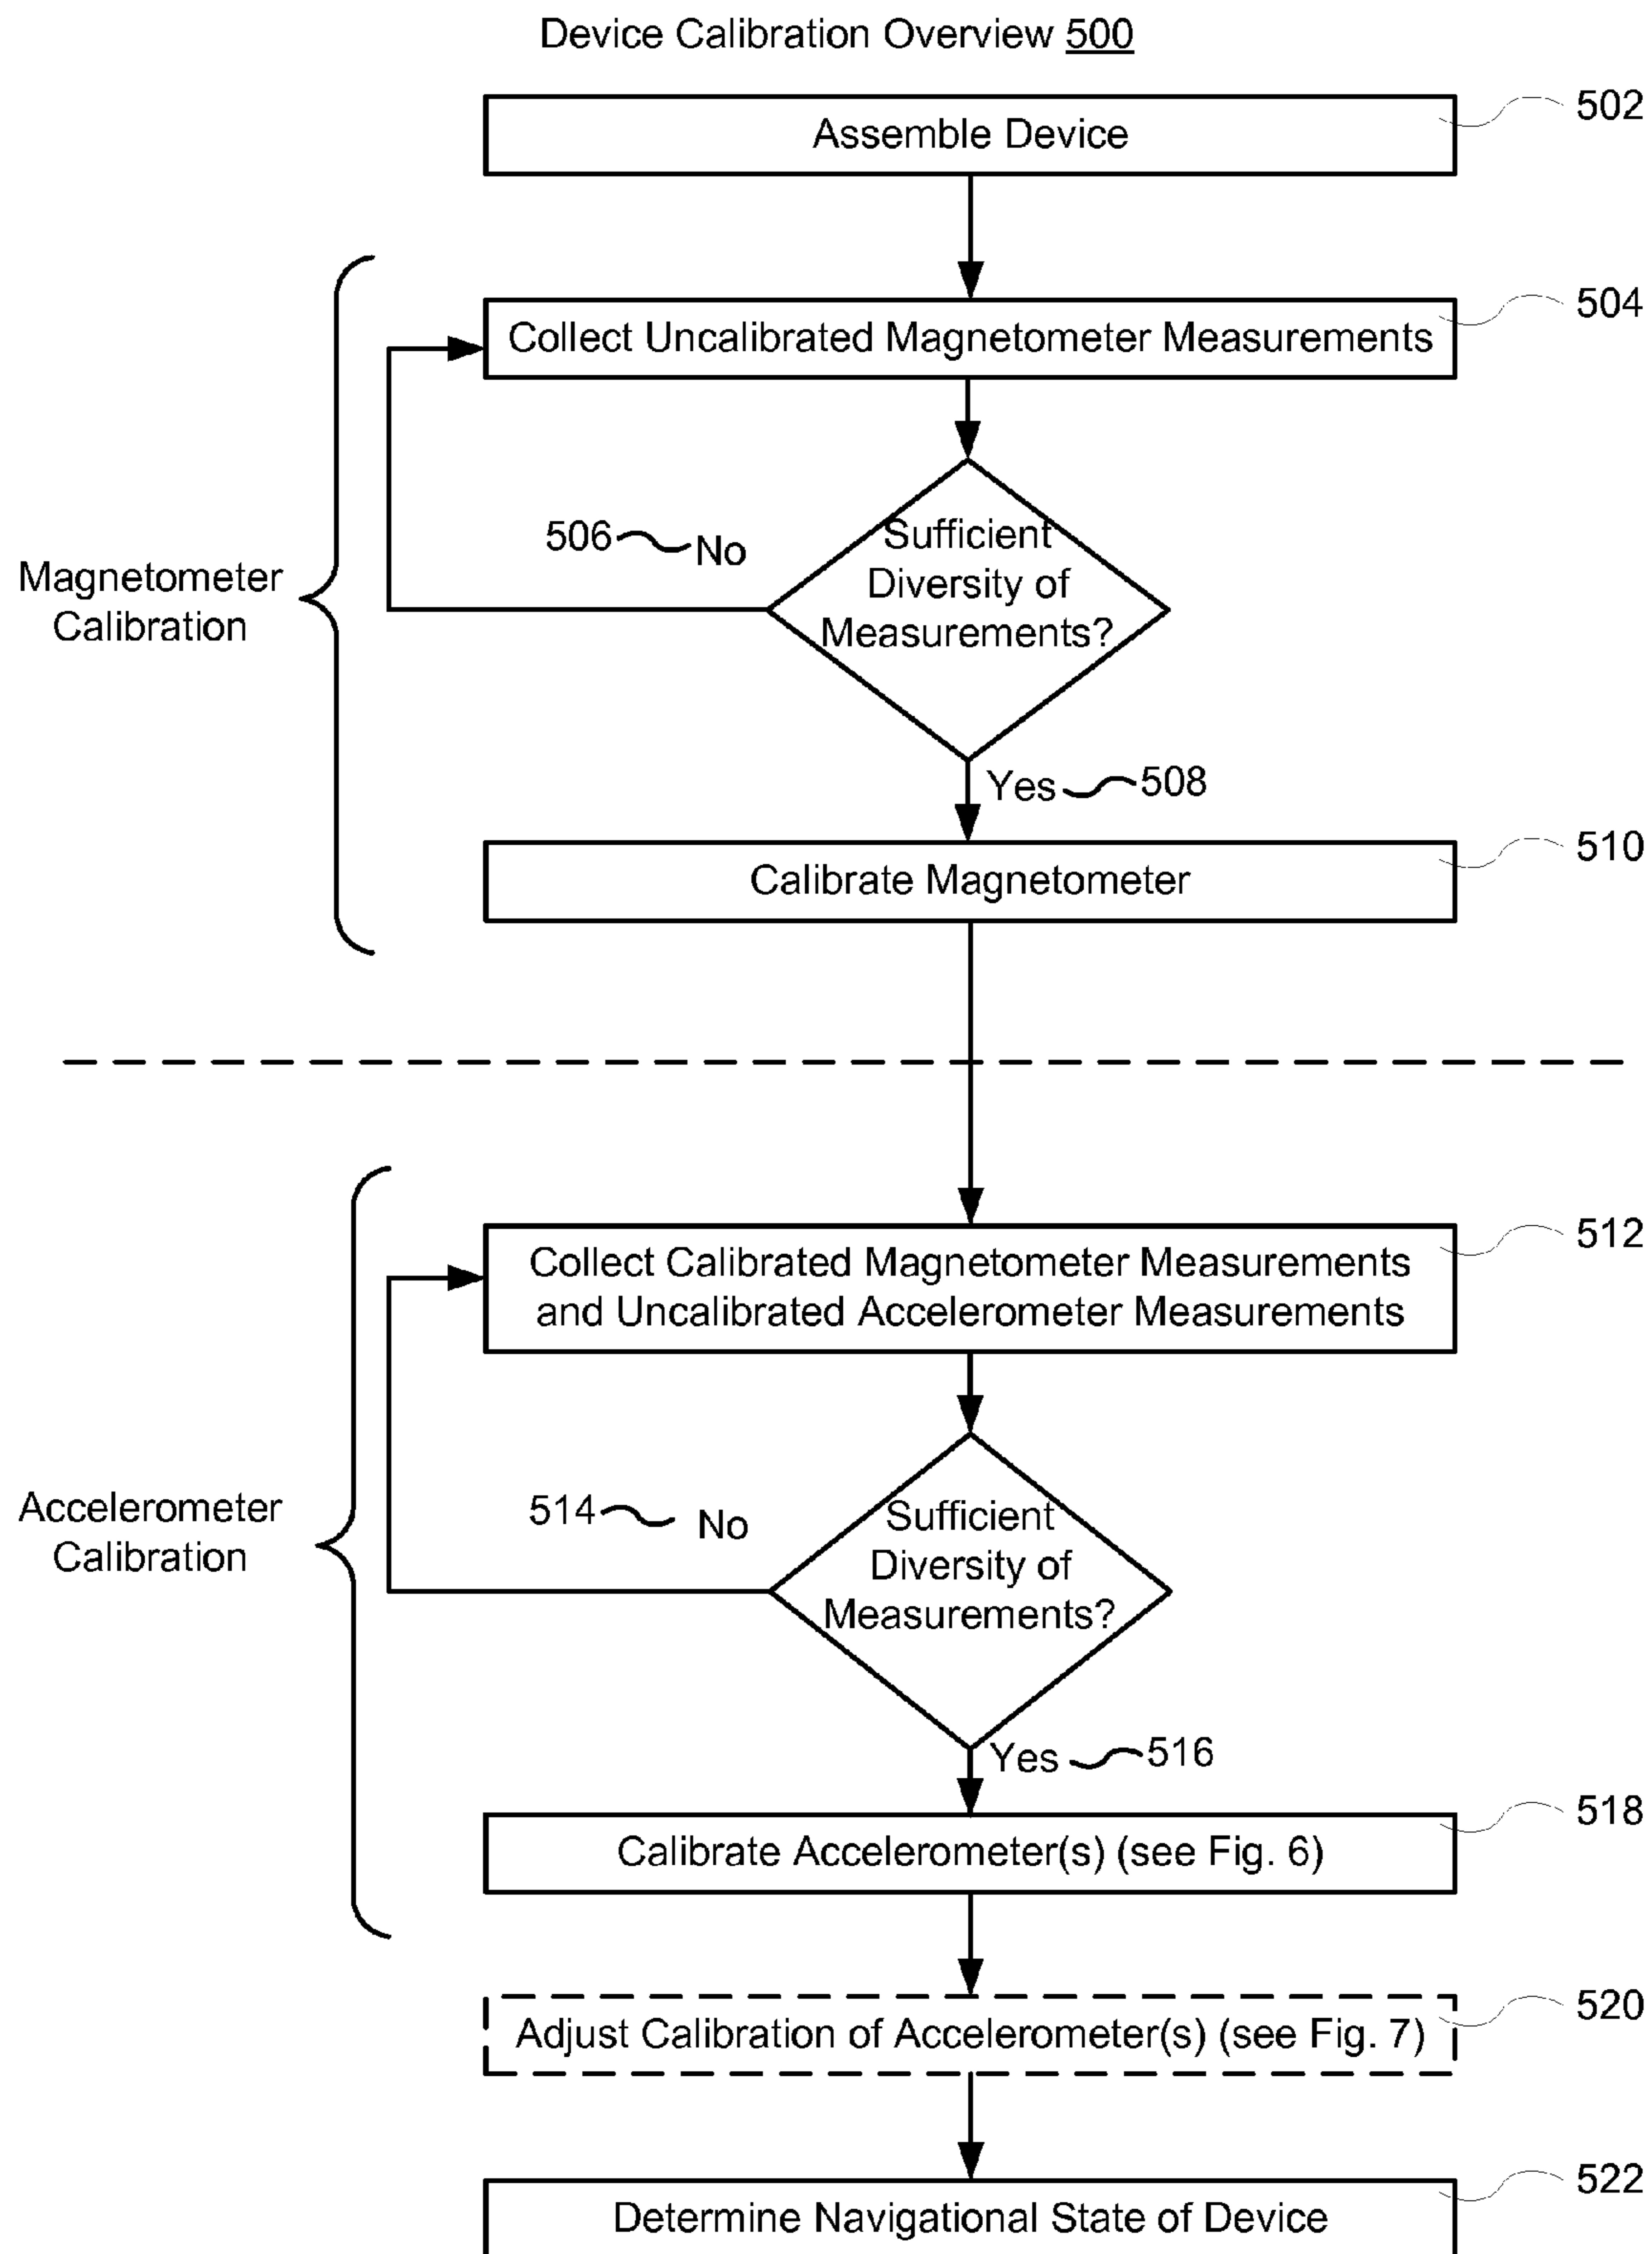 Device Calibration Overview 500
Assemble Device
502
Collect Uncalibrated Magnetometer Measurements
504
Sufficient
Diversity of
Measurements?
506
No
Magnetometer
Calibration
Yes
508
Calibrate Magnetometer
510
Collect Calibrated Magnetometer Measurements
and Uncalibrated Accelerometer Measurements
512
Sufficient
Diversity of
Measurements?
514
No
Accelerometer
Calibration
Yes
516
Calibrate Accelerometer(s) (see Fig. 6)
518
Adjust Calibration of Accelerometer(s) (see Fig. 7)
520
Determine Navigational State of Device
522